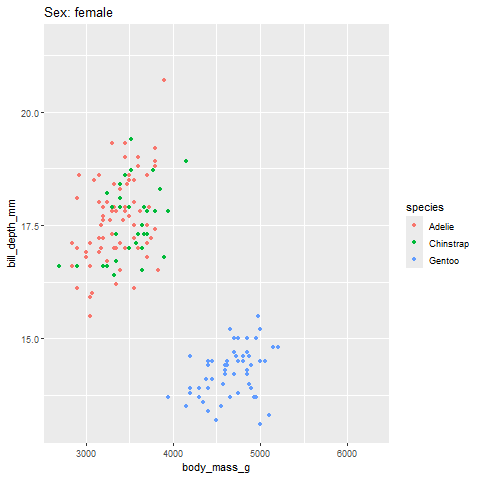 Sex: female
20.0
17.5
15.0
bill_depth_mm
3000
4000
5000
6000
body_mass_g
species
Adelie
Chinstrap
Gentoo